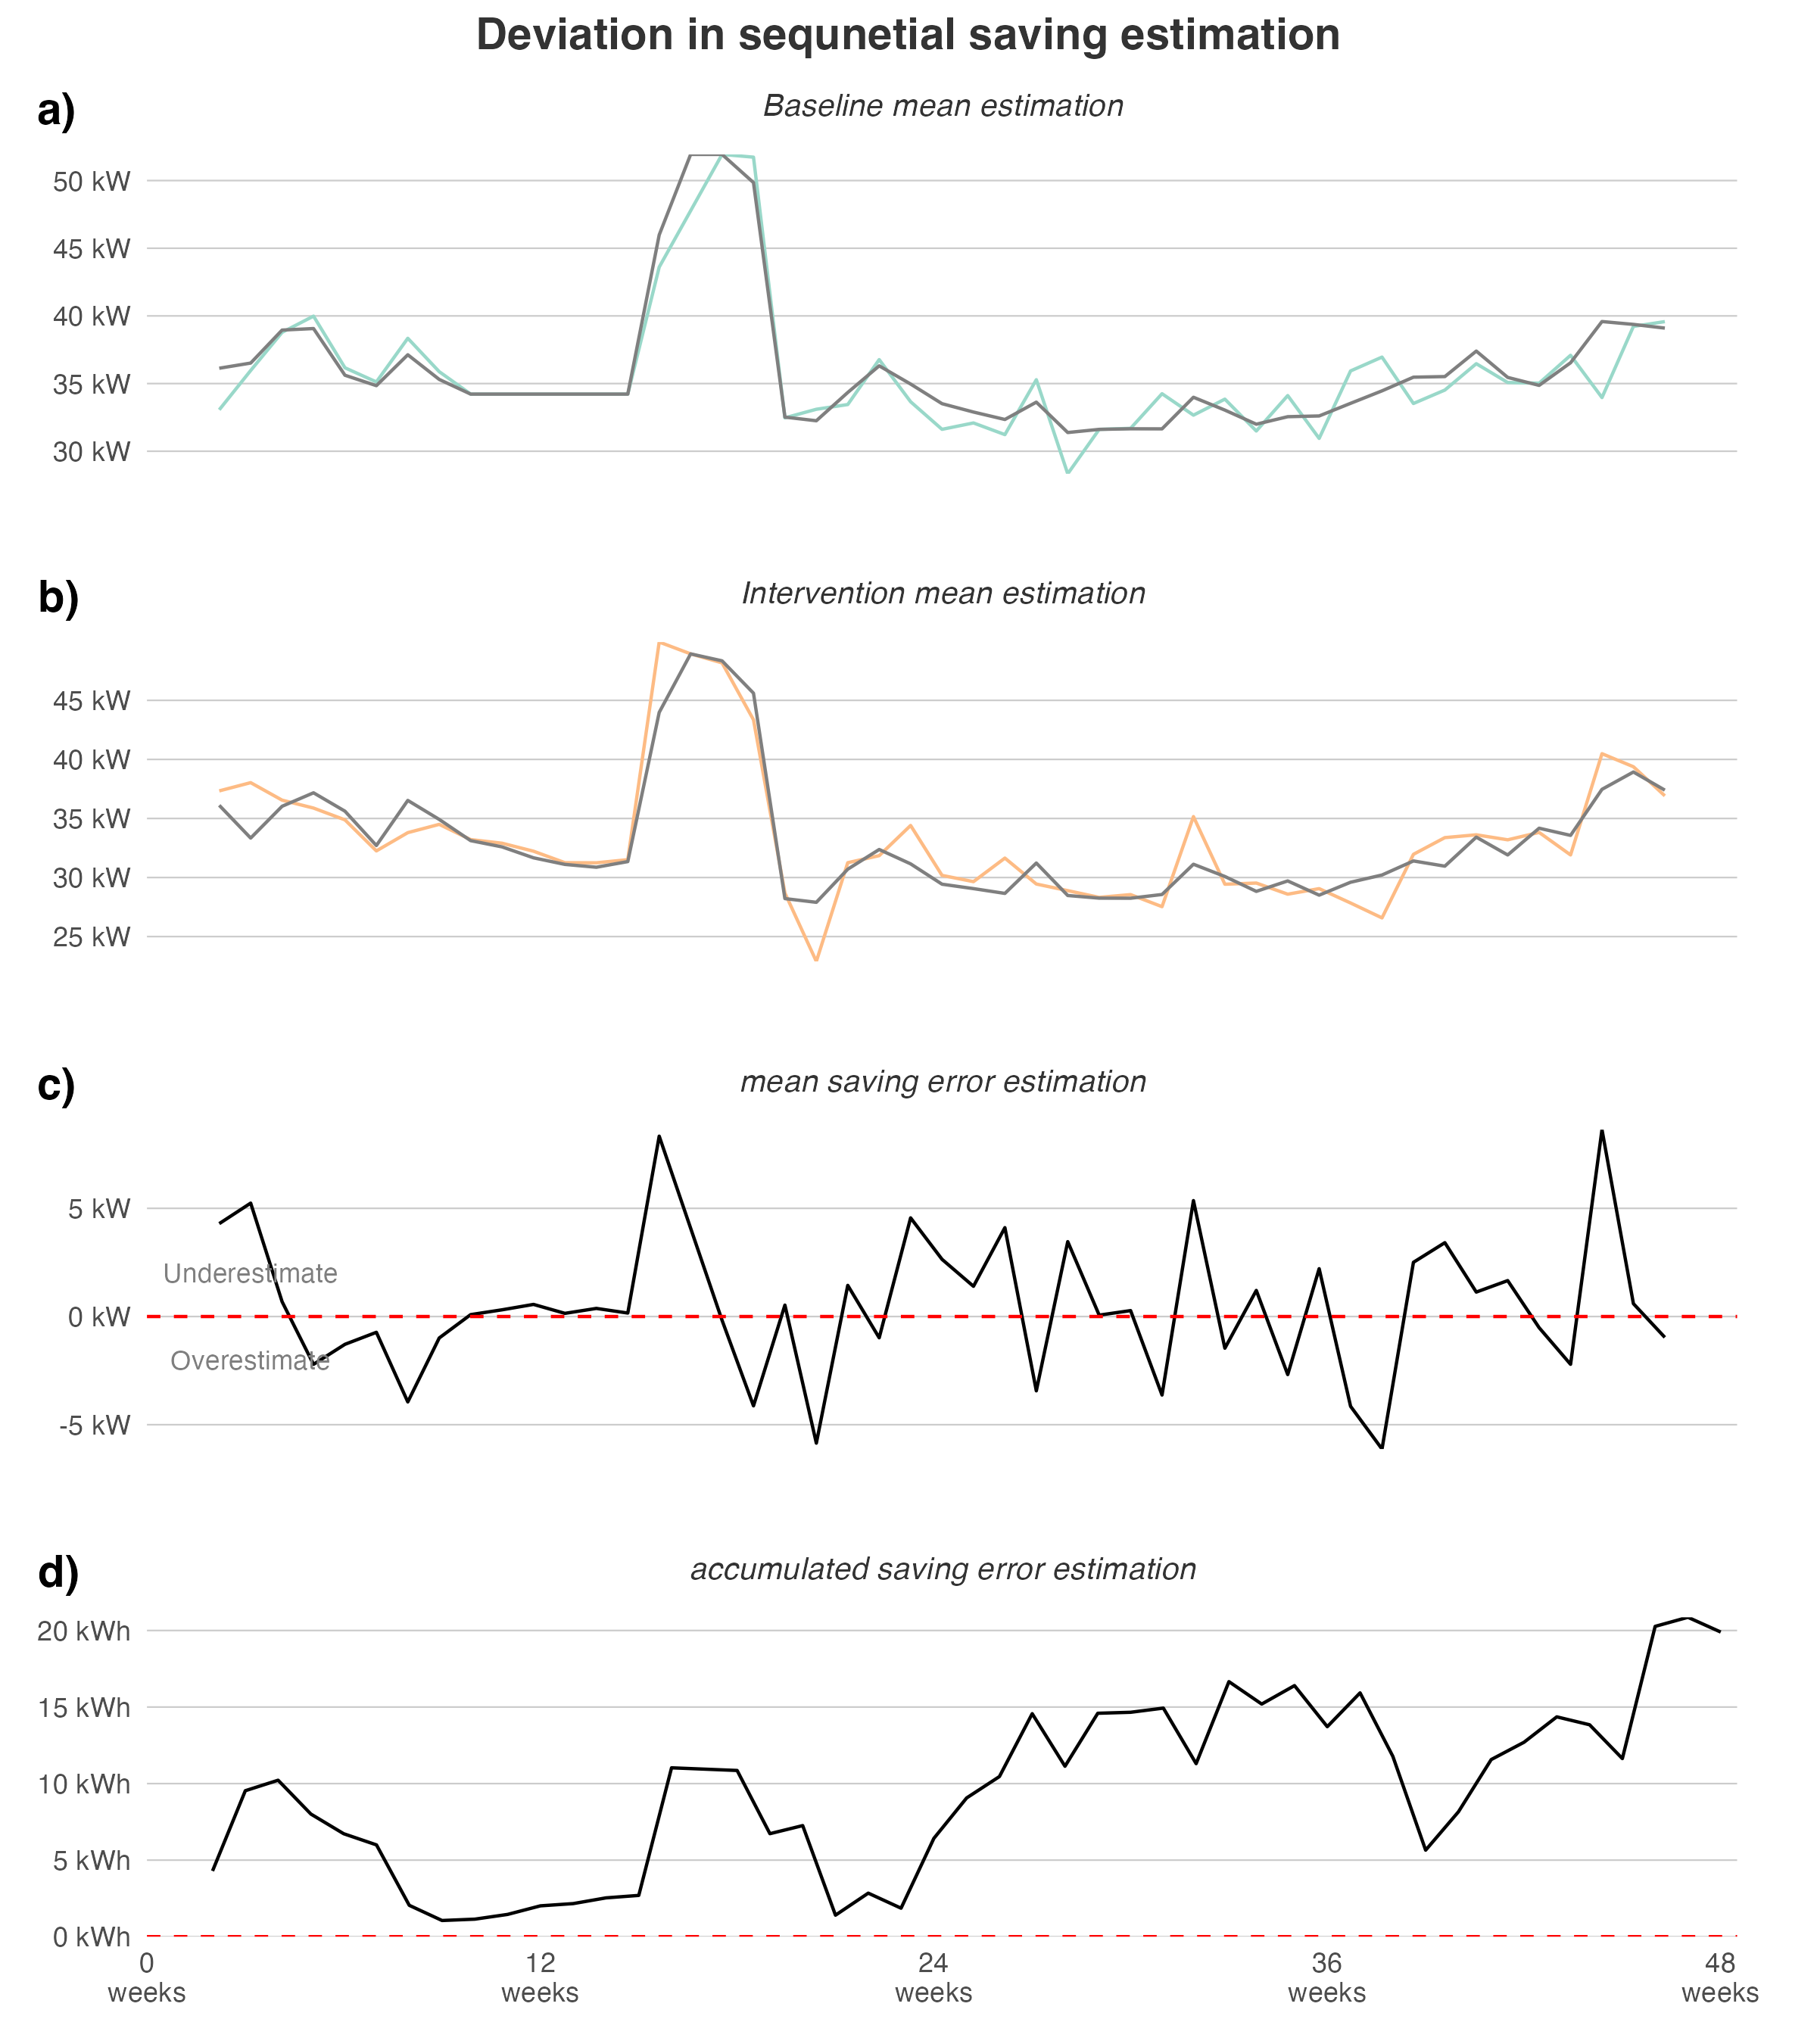 Deviation in sequnetial saving estimation
a)
Baseline mean estimation
50 kW
45 kW
40 kW
35 kW
30 kW
b)
Intervention mean estimation
45 kW
40 kW
35 kW
30 kW
25 kW
c)
mean saving error estimation
5 kW
Underestimate
0 kW
Overestimate
-5 kW
d)
accumulated saving error estimation
20 kWh
15 kWh
10 kWh
5 kWh
0 kWh
0 12 24 36 48
weeks weeks weeks weeks weeks